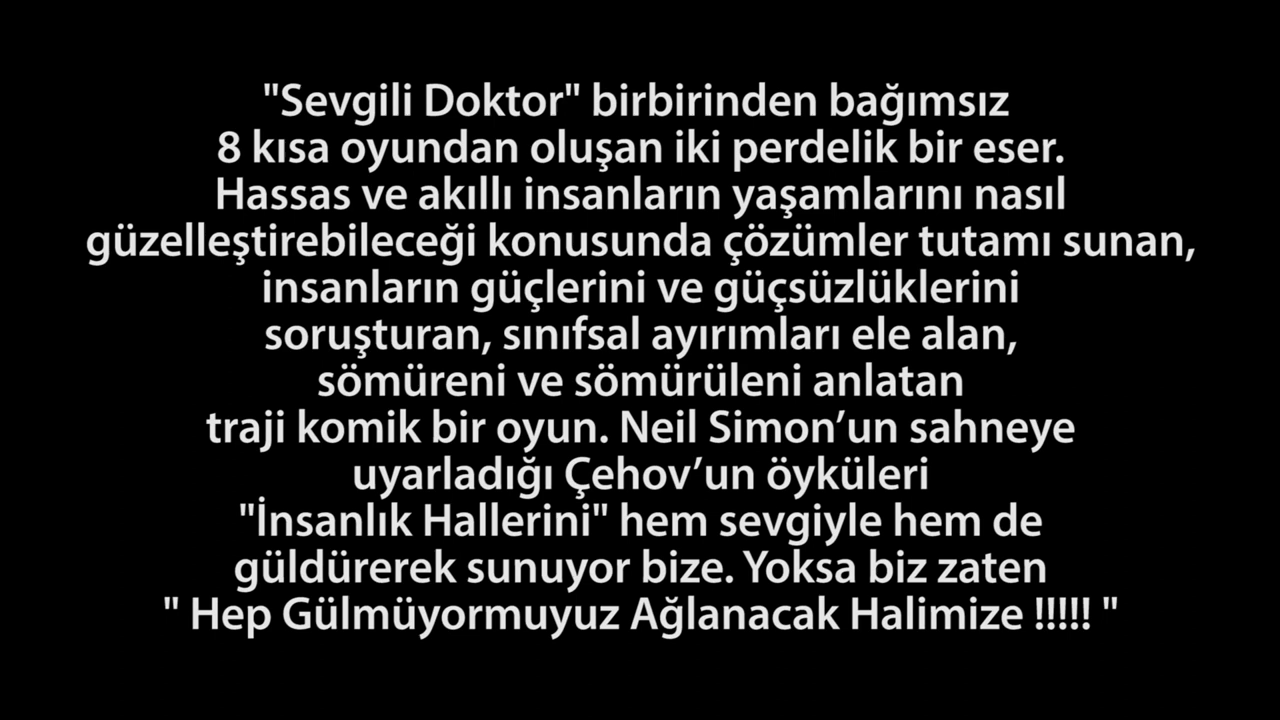 "Sevgili Doktor" birbirinden bağımsız
8 kısa oyundan oluşan iki perdelik bir eser.
Hassas ve akıllı insanların yaşamlarını nasıl
güzelleştirebileceği konusunda çözümler tutamı sunan,
insanların güçlerini ve güçsüzlüklerini
soruşturan, sınıfsal ayırımları ele alan,
sömüreni ve sömürüleni anlatan
traji komik bir oyun. Neil Simon’un sahneye
uyarladığı Çehov’un öyküleri
"İnsanlık Hallerini" hem sevgiyle hem de
güldürerek sunuyor bize. Yoksa biz zaten
" Hep Gülmüyormuyuz Ağlanacak Halimize !!!!! "